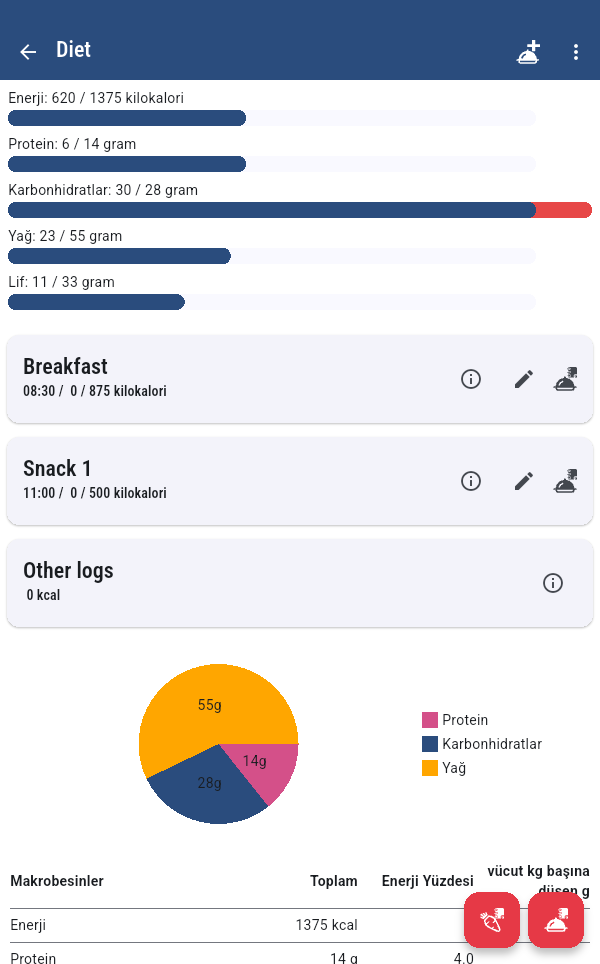 Diet
Enerji: 620 / 1375 kilokalori
Protein: 6 / 14 gram
Karbonhidratlar: 30 / 28 gram
Yağ: 23 / 55 gram
Lif: 11 / 33 gram
Breakfast
08:30 / 0 / 875 kilokalori
Snack 1
11:00 / 0 / 500 kilokalori
Other logs
0 kcal
55g
14g
28g
Protein
Karbonhidratlar
Yağ
Makrobesinler Toplam Enerji Yüzdesi vücut kg başına
düşen g
Enerji 1375 kcal
Protein 14 g 4.0